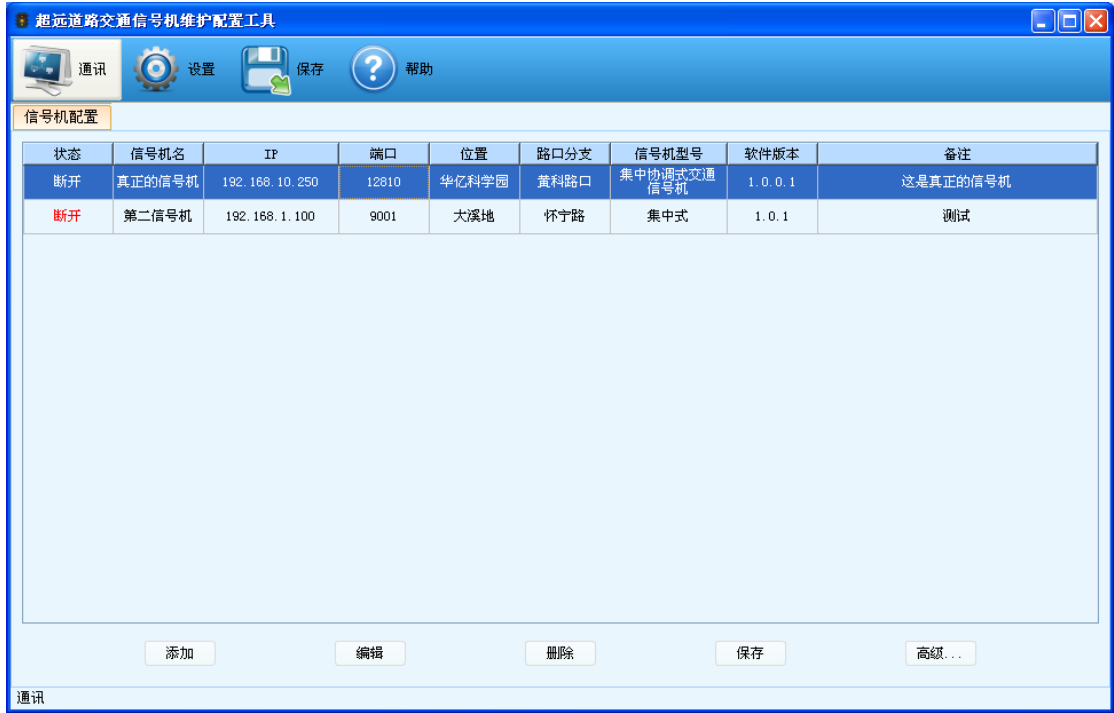 超远道路交通信号机维护配置工具
通讯 设置 保存 帮助
信号机配置
状态 信号机名 IP 端口 位置 路口分支 信号机型号 软件版本 备注
断开 真正的信号机 192.168.10.250 12810 华亿科学园 黄科路口 集中协调式交通信号机 1.0.0.1 这是真正的信号机
断开 第二信号机 192.168.1.100 9001 大溪地 怀宁路 集中式 1.0.1 测试
添加 编辑 删除 保存 高级...
通讯